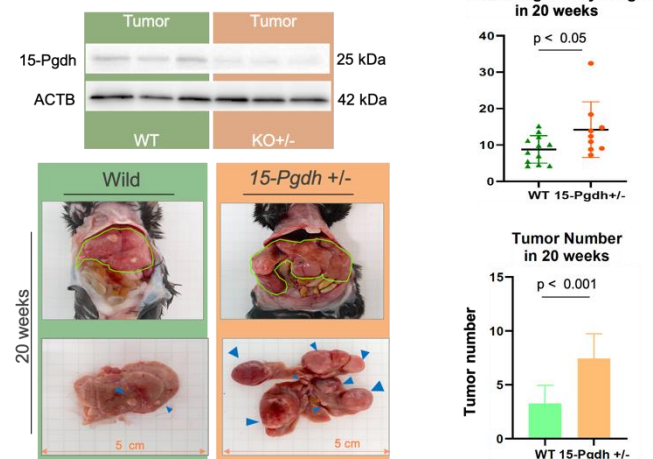 Tumor Tumor
15-Pgdh 25 kDa
ACTB 42 kDa
WT KO+/-
Wild 15-Pgdh +/-
20 weeks
5 cm 5 cm
in 20 weeks
p < 0.05
40
30
20
10
0
WT 15-Pgdh+/-
Tumor Number
in 20 weeks
p < 0.001
Tumor number
15
10
5
0
WT 15-Pgdh +/-